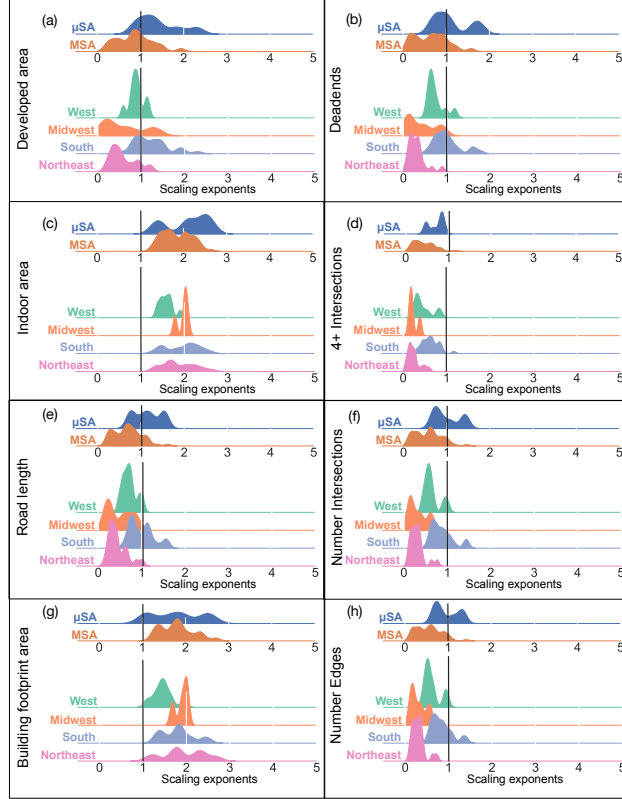 (a)
Developed area
µSA
MSA
0 1 2 3 4 5
West
Midwest
South
Northeast
0 1 2 3 4 5
Scaling exponents
(b)
Deadends
µSA
MSA
0 1 2 3 4 5
West
Midwest
South
Northeast
0 1 2 3 4 5
Scaling exponents
(c)
Indoor area
µSA
MSA
0 1 2 3 4 5
West
Midwest
South
Northeast
0 1 2 3 4 5
Scaling exponents
(d)
4+ Intersections
µSA
MSA
0 1 2 3 4 5
West
Midwest
South
Northeast
0 1 2 3 4 5
Scaling exponents
(e)
Road length
µSA
MSA
0 1 2 3 4 5
West
Midwest
South
Northeast
0 1 2 3 4 5
Scaling exponents
(f)
Number Intersections
µSA
MSA
0 1 2 3 4 5
West
Midwest
South
Northeast
0 1 2 3 4 5
Scaling exponents
(g)
Building footprint area
µSA
MSA
0 1 2 3 4 5
West
Midwest
South
Northeast
0 1 2 3 4 5
Scaling exponents
(h)
Number Edges
µSA
MSA
0 1 2 3 4 5
West
Midwest
South
Northeast
0 1 2 3 4 5
Scaling exponents